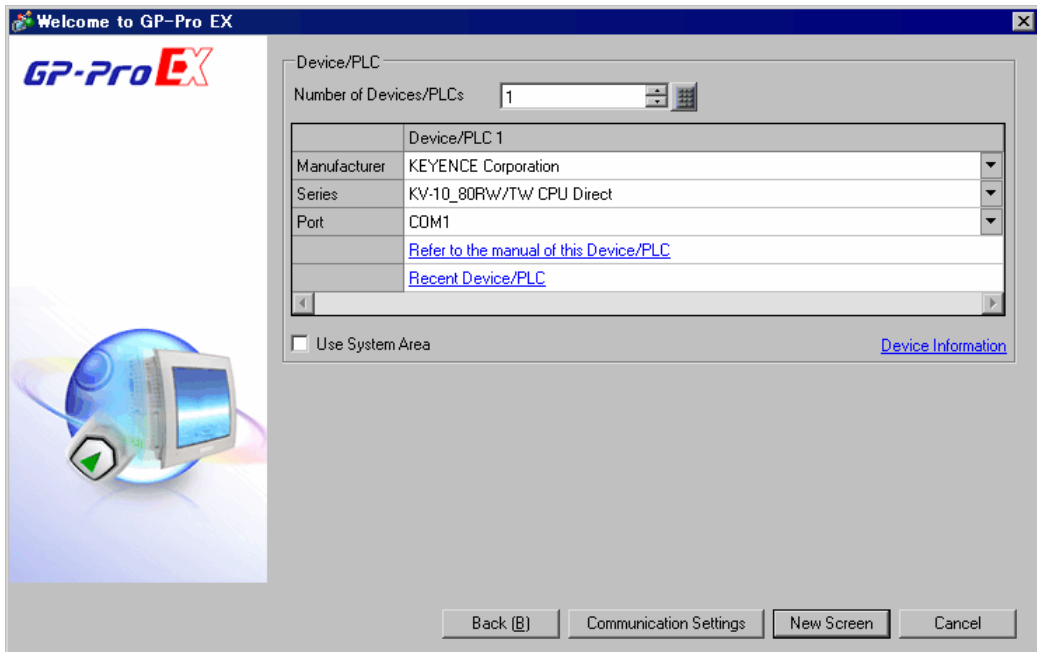 Welcome to GP-Pro EX
GP-Pro EX
Device/PLC
Number of Devices/PLCs 1
Device/PLC 1
Manufacturer KEYENCE Corporation
Series KV-10_80RW/TW CPU Direct
Port COM1
Refer to the manual of this Device/PLC
Recent Device/PLC
Use System Area Device Information
Back (B) Communication Settings New Screen Cancel